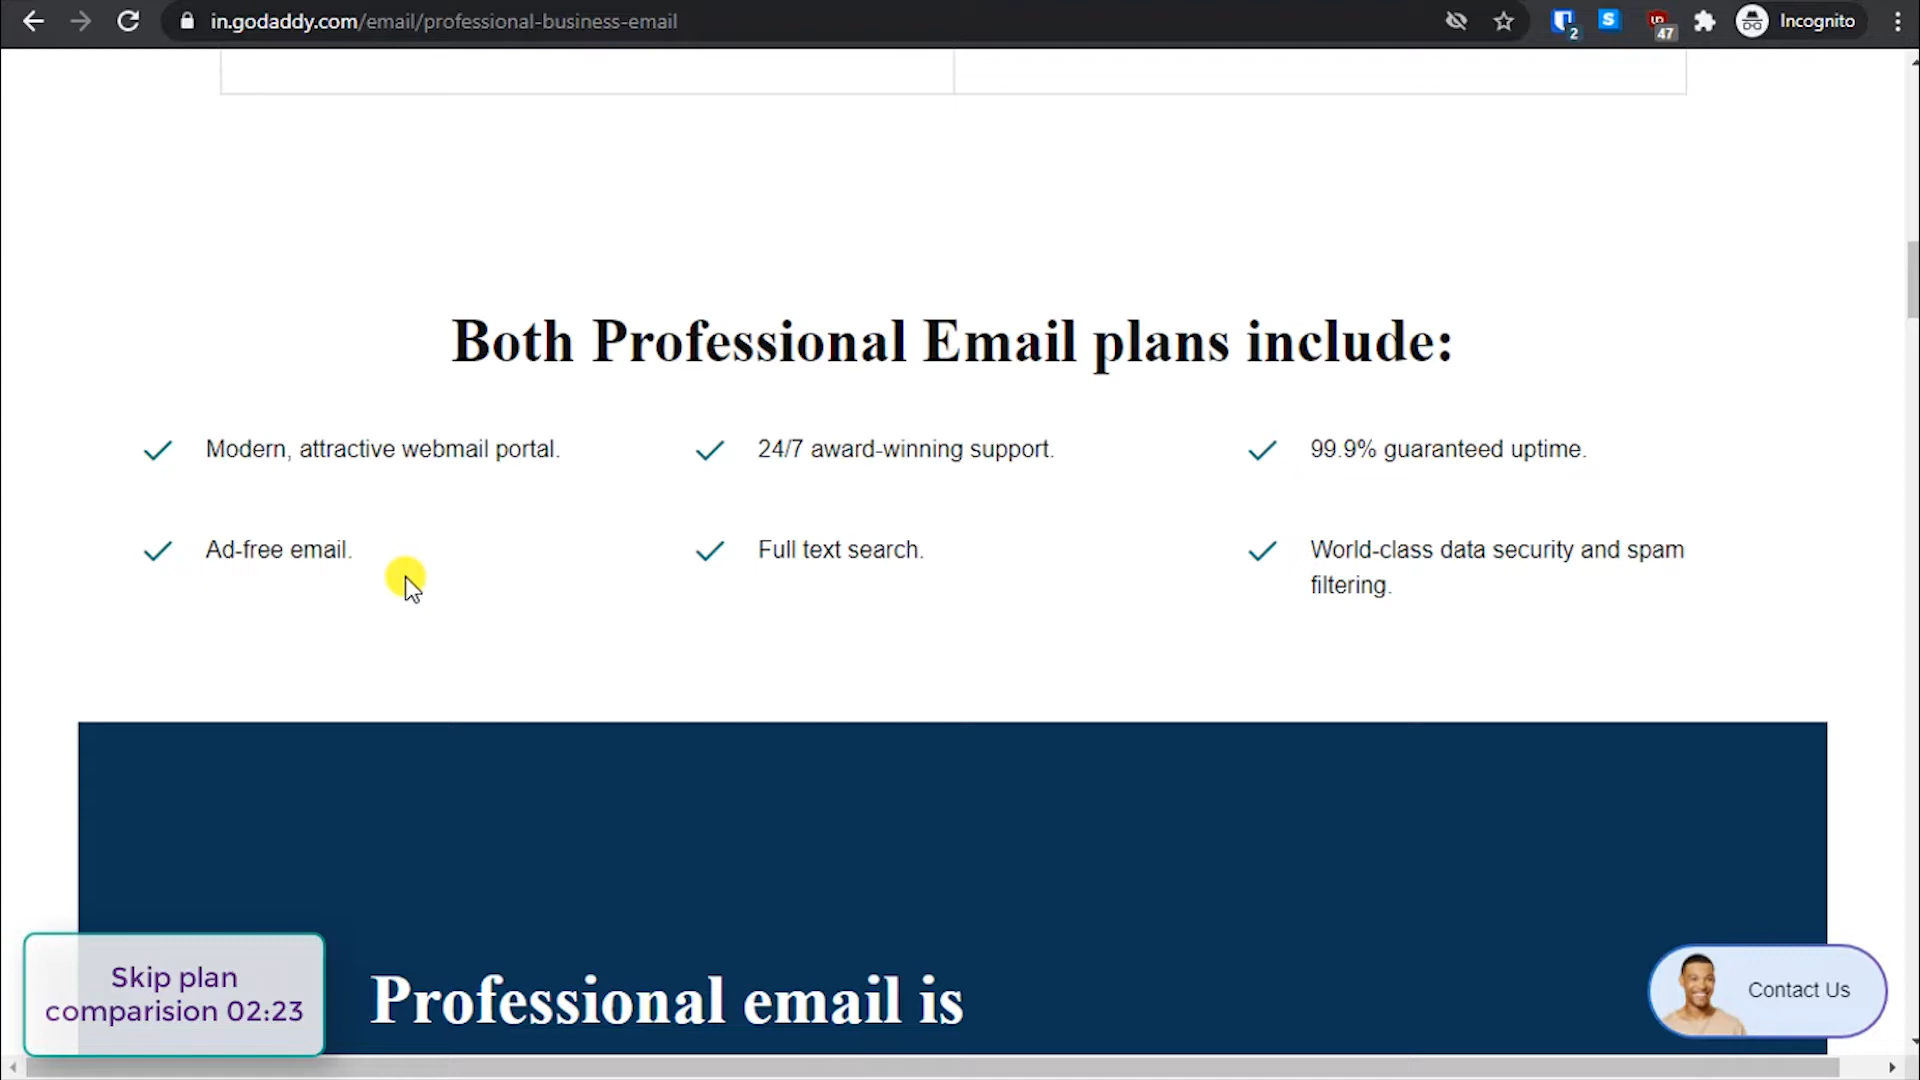 in.godaddy.com/email/professional-business-email
2
S
47
Incognito
Both Professional Email plans include:
Modern, attractive webmail portal.
24/7 award-winning support.
99.9% guaranteed uptime.
Ad-free email.
Full text search.
World-class data security and spam
filtering.
Professional email is
Skip plan
comparision 02:23
Contact Us